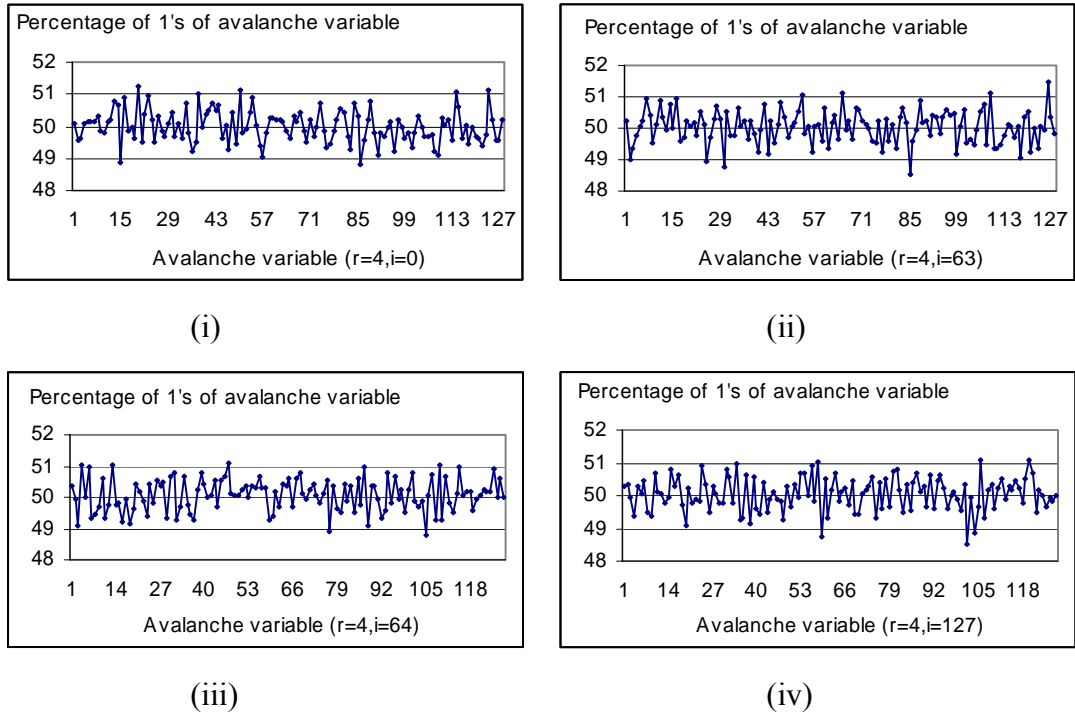 Percentage of 1's of avalanche variable
52
51
50
49
48
1 15 29 43 57 71 85 99 113 127
Avalanche variable (r=4,i=0)
(i)
Percentage of 1's of avalanche variable
52
51
50
49
48
1 15 29 43 57 71 85 99 113 127
Avalanche variable (r=4,i=63)
(ii)
Percentage of 1's of avalanche variable
52
51
50
49
48
1 14 27 40 53 66 79 92 105 118
Avalanche variable (r=4,i=64)
(iii)
Percentage of 1's of avalanche variable
52
51
50
49
48
1 14 27 40 53 66 79 92 105 118
Avalanche variable (r=4,i=127)
(iv)